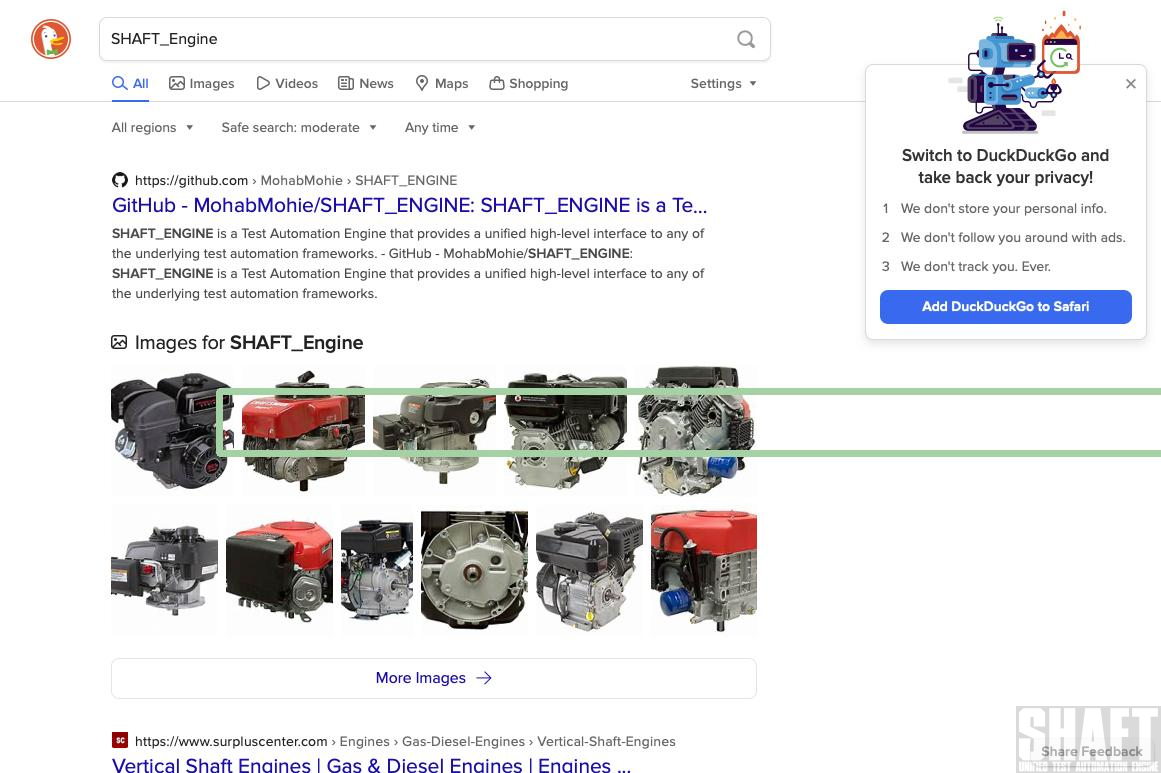 SHAFT_Engine
All Images Videos News Maps Shopping Settings
All regions Safe search: moderate Any time
Switch to DuckDuckGo and
take back your privacy!
1 We don't store your personal info.
2 We don't follow you around with ads.
3 We don't track you. Ever.
Add DuckDuckGo to Safari
https://github.com › MohabMohie › SHAFT_ENGINE
GitHub - MohabMohie/SHAFT_ENGINE: SHAFT_ENGINE is a Te...
SHAFT_ENGINE is a Test Automation Engine that provides a unified high-level interface to any of
the underlying test automation frameworks. - GitHub - MohabMohie/SHAFT_ENGINE:
SHAFT_ENGINE is a Test Automation Engine that provides a unified high-level interface to any of
the underlying test automation frameworks.
Images for SHAFT_Engine
CRAFTSMAN
More Images
SC
https://www.surpluscenter.com › Engines › Gas-Diesel-Engines › Vertical-Shaft-Engines
Vertical Shaft Engines | Gas & Diesel Engines | Engines ...
SHAFT
Share Feedback
UNIFIED TEST AUTOMATION ENGINE